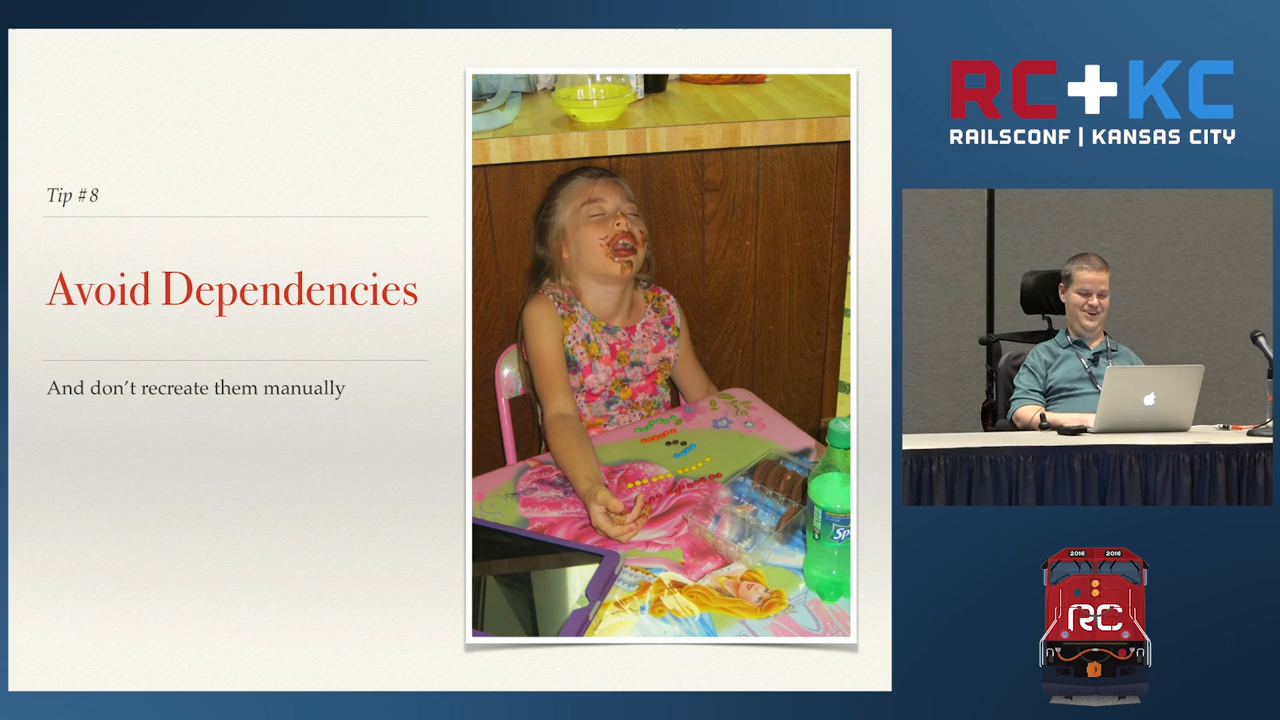 Tip #8
Avoid Dependencies
And don't recreate them manually
RC+KC
RAILSCONF | KANSAS CITY
2016 2016
RC